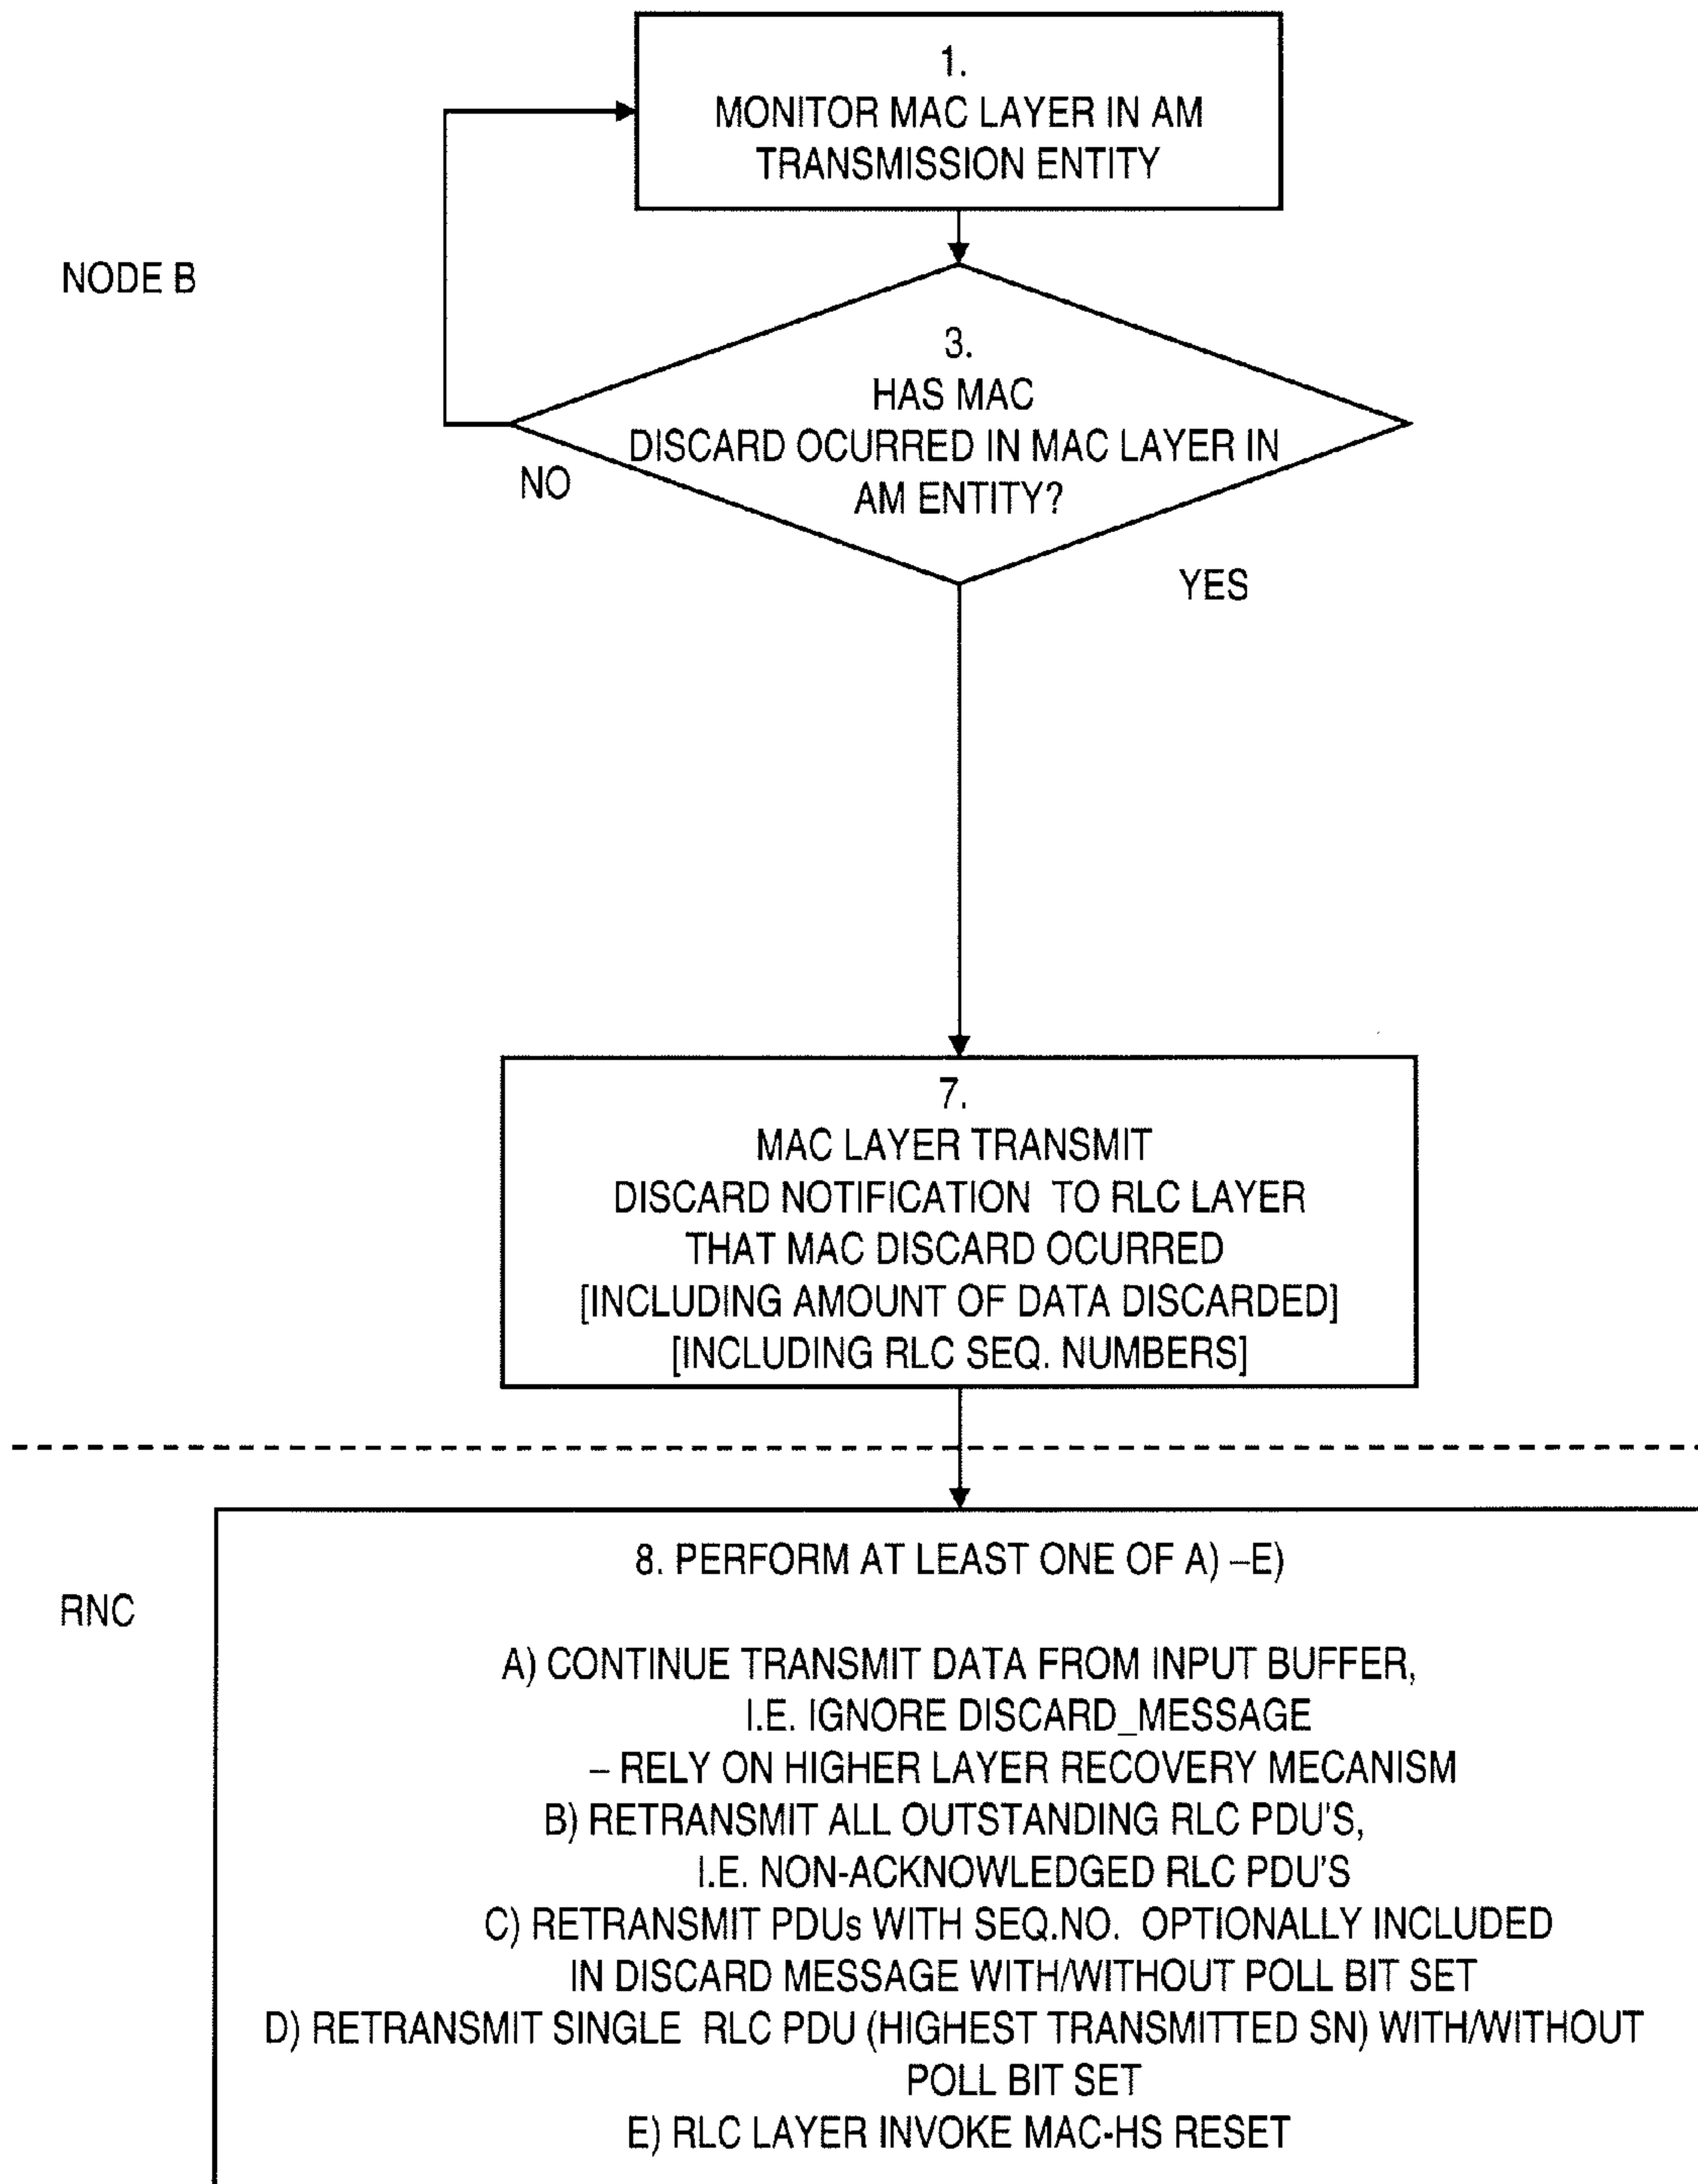 1.
MONITOR MAC LAYER IN AM
TRANSMISSION ENTITY
NODE B
3.
HAS MAC
DISCARD OCURRED IN MAC LAYER IN
AM ENTITY?
NO
YES
7.
MAC LAYER TRANSMIT
DISCARD NOTIFICATION TO RLC LAYER
THAT MAC DISCARD OCURRED
[INCLUDING AMOUNT OF DATA DISCARDED]
[INCLUDING RLC SEQ. NUMBERS]
8. PERFORM AT LEAST ONE OF A) –E)
RNC
A) CONTINUE TRANSMIT DATA FROM INPUT BUFFER,
I.E. IGNORE DISCARD_MESSAGE
– RELY ON HIGHER LAYER RECOVERY MECANISM
B) RETRANSMIT ALL OUTSTANDING RLC PDU'S,
I.E. NON-ACKNOWLEDGED RLC PDU'S
C) RETRANSMIT PDUs WITH SEQ.NO. OPTIONALLY INCLUDED
IN DISCARD MESSAGE WITH/WITHOUT POLL BIT SET
D) RETRANSMIT SINGLE RLC PDU (HIGHEST TRANSMITTED SN) WITH/WITHOUT
POLL BIT SET
E) RLC LAYER INVOKE MAC-HS RESET